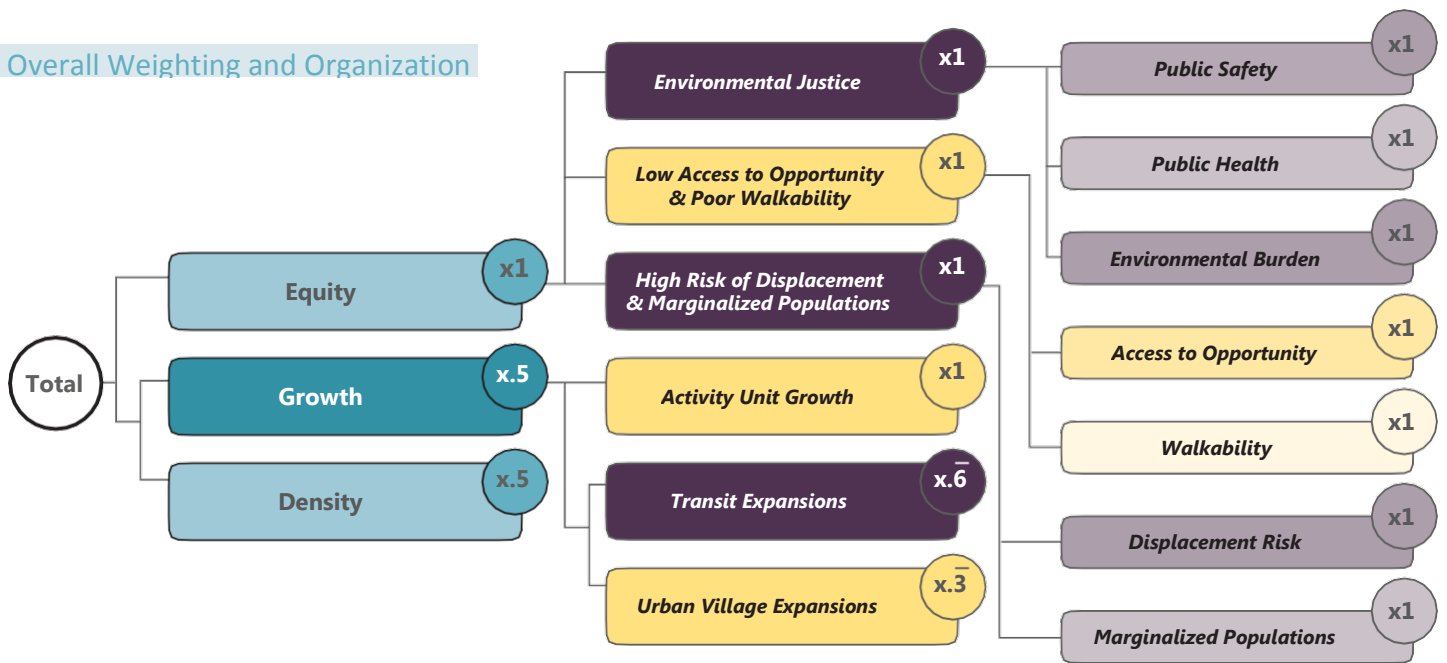 Overall Weighting and Organization
Total
Equity
x1
Growth
x.5
Density
x.5
Environmental Justice
x1
Low Access to Opportunity
& Poor Walkability
x1
High Risk of Displacement
& Marginalized Populations
x1
Activity Unit Growth
x1
Transit Expansions
x.6̅
Urban Village Expansions
x.3̅
Public Safety
x1
Public Health
x1
Environmental Burden
x1
Access to Opportunity
x1
Walkability
x1
Displacement Risk
x1
Marginalized Populations
x1